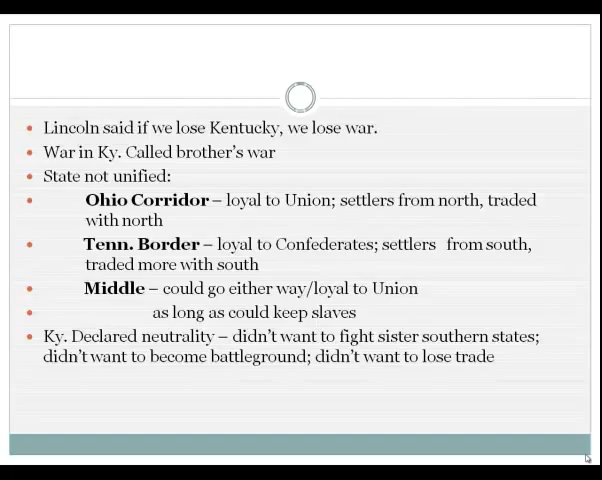 Lincoln said if we lose Kentucky, we lose war.
War in Ky. Called brother's war
State not unified:
Ohio Corridor – loyal to Union; settlers from north, traded
with north
Tenn. Border – loyal to Confederates; settlers from south,
traded more with south
Middle – could go either way/loyal to Union
as long as could keep slaves
Ky. Declared neutrality – didn't want to fight sister southern states;
didn't want to become battleground; didn't want to lose trade